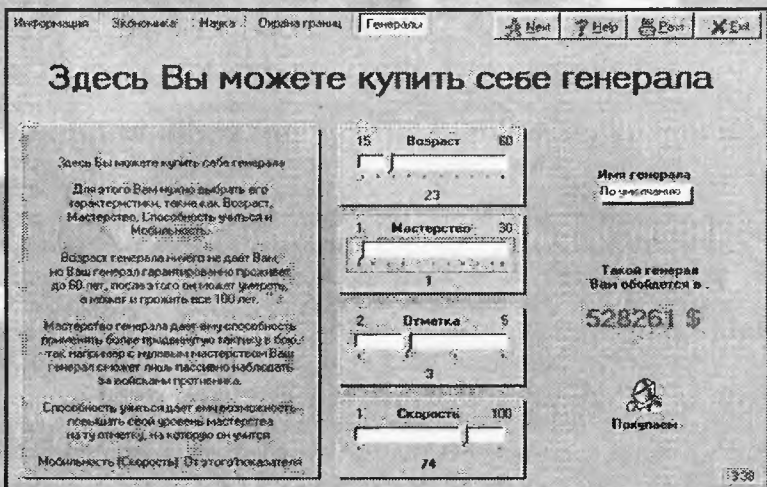 Информация Экономика Наука Охрана границ Генералы Next Help Exit
Здесь Вы можете купить себе генерала
Здесь Вы можете купить себе генерала
Для этого Вам нужно выбрать его
характеристики, такие как Возраст,
Мастерство, Способность учиться и
Мобильность.
Возраст генерала ничего не даёт Вам,
но Ваш генерал гарантированно проживет
до 60 лет, после этого он может умереть,
а может и прожить все 100 лет.
Мастерство генерала дает ему способность
применять более продвинутую тактику в бою,
так например с нулевым мастерством Ваш
генерал сможет лишь пассивно наблюдать
за войсками противника.
Способность учиться дает ему возможность
повышать свой уровень мастерства
на ту отметку, на которую он учится
Мобильность (Скорость) От этого показателя
15 Возраст 60
23
1 Мастерство 30
1
2 Отметка 5
3
1 Скорость 100
74
Имя генерала
По умолчанию
Такой генерал
Вам обойдется в
528261 $
Покупаем
3:38